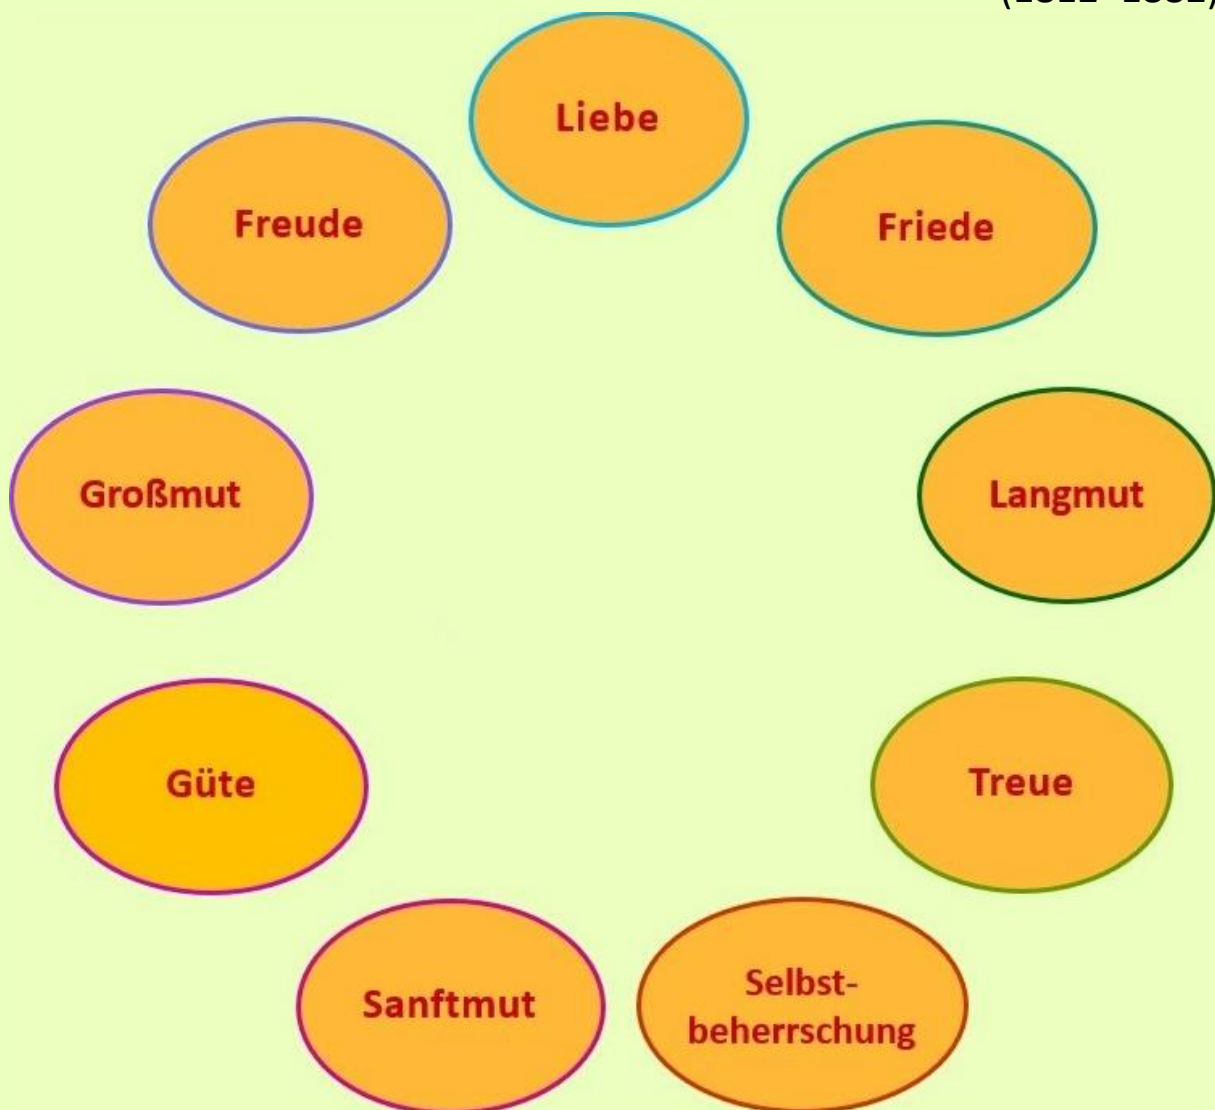 Liebe
Freude
Friede
Großmut
Langmut
Güte
Treue
Sanftmut
Selbst-
beherrschung